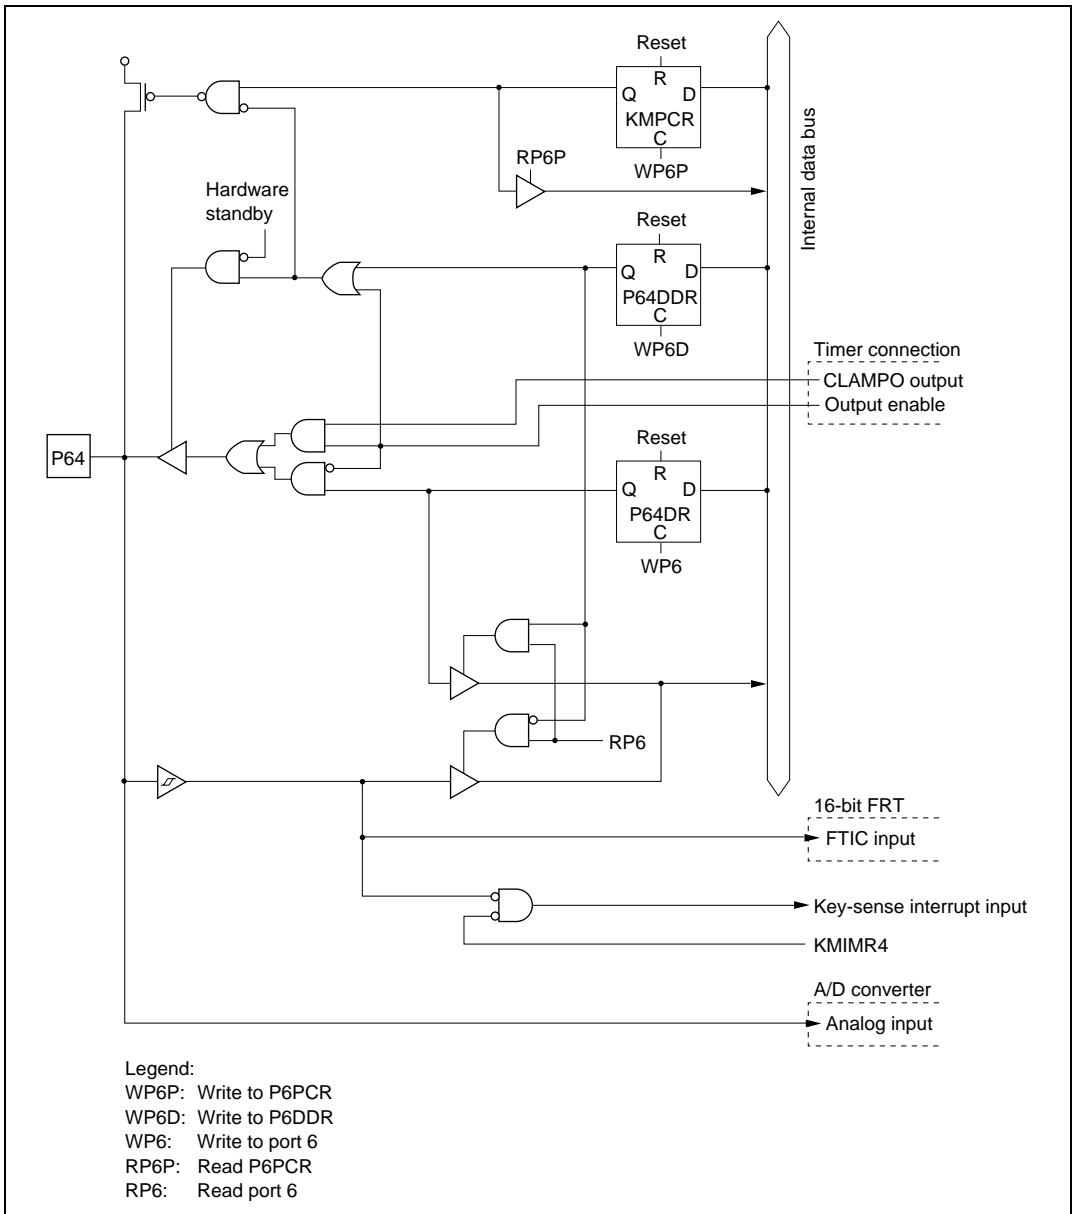 Reset
R
Q D
KMPCR
C
WP6P
RP6P
Internal data bus
Hardware
standby
Reset
R
Q D
P64DDR
C
WP6D
Timer connection
CLAMPO output
Output enable
P64
Reset
R
Q D
P64DR
C
WP6
RP6
16-bit FRT
FTIC input
Key-sense interrupt input
KMIMR4
A/D converter
Analog input
Legend:
WP6P: Write to P6PCR
WP6D: Write to P6DDR
WP6: Write to port 6
RP6P: Read P6PCR
RP6: Read port 6